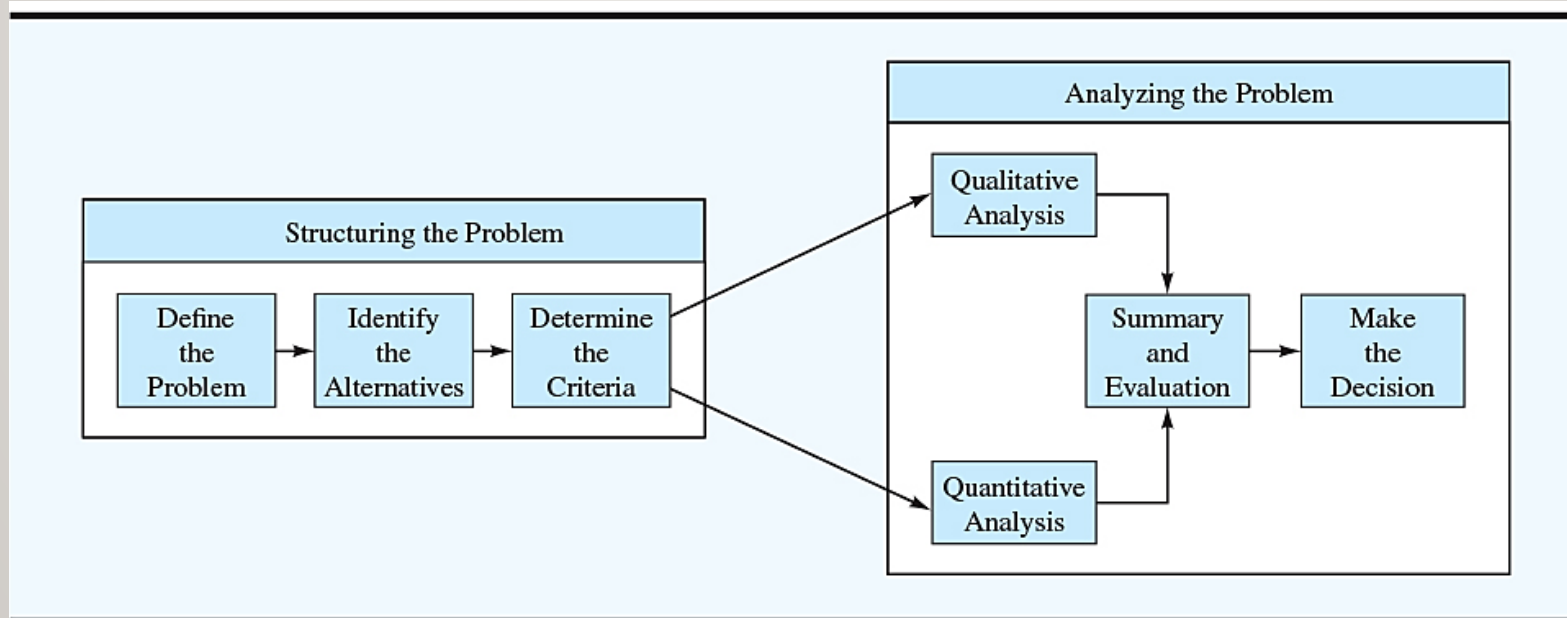 Structuring the Problem
Define
the
Problem
Identify
the
Alternatives
Determine
the
Criteria
Analyzing the Problem
Qualitative
Analysis
Quantitative
Analysis
Summary
and
Evaluation
Make
the
Decision